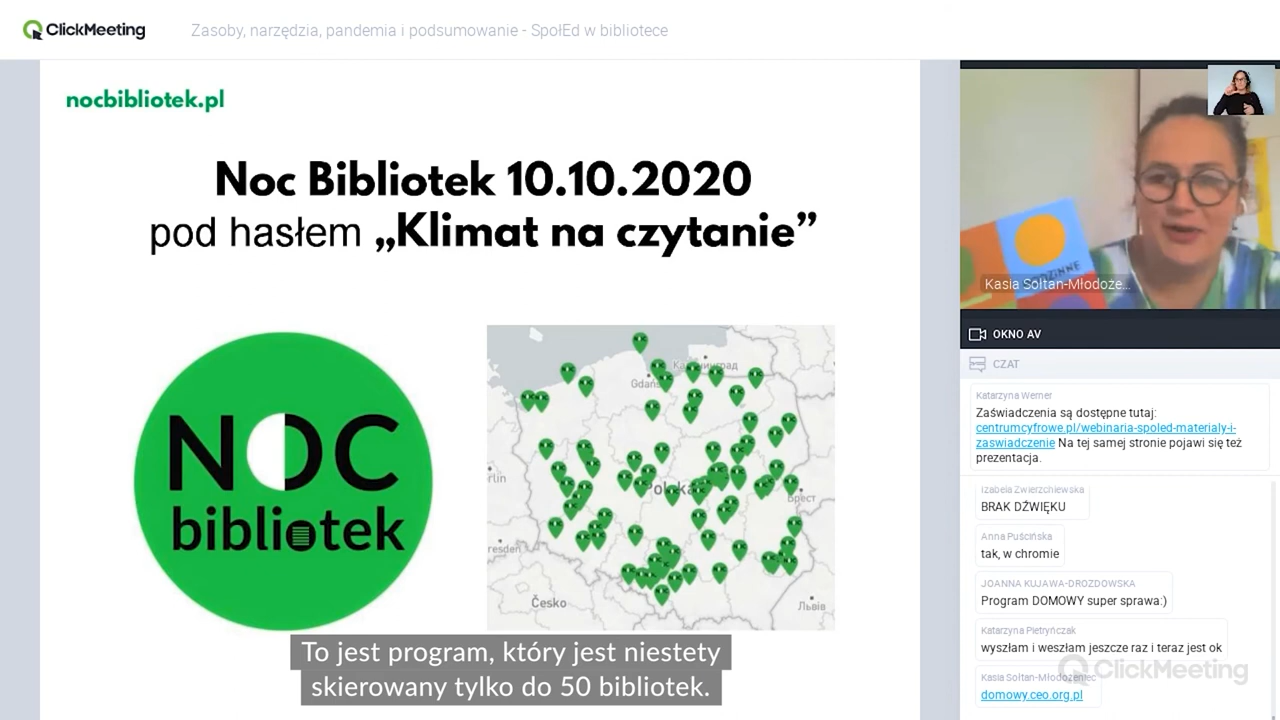 ClickMeeting
Zasoby, narzędzia, pandemia i podsumowanie - SpołEd w bibliotece
nocbibliotek.pl
Noc Bibliotek 10.10.2020
pod hasłem „Klimat na czytanie”
NOC
bibliotek
Калининград
Gdańsk
Polska
Брест
Česko
Львів
To jest program, który jest niestety
skierowany tylko do 50 bibliotek.
Kasia Sołtan-Młodoże...
OKNO AV
CZAT
Katarzyna Werner
Zaświadczenia są dostępne tutaj:
centrumcyfrowe.pl/webinaria-spoled-materialy-i-
zaswiadczenie Na tej samej stronie pojawi się też
prezentacja.
Izabela Zwierzchlewska
BRAK DŹWIĘKU
Anna Puścińska
tak, w chromie
JOANNA KUJAWA-DROZDOWSKA
Program DOMOWY super sprawa:)
Katarzyna Pietryńczak
wyszłam i weszłam jeszcze raz i teraz jest ok
Kasia Sołtan-Młodożeniec
domowy.ceo.org.pl
ClickMeeting